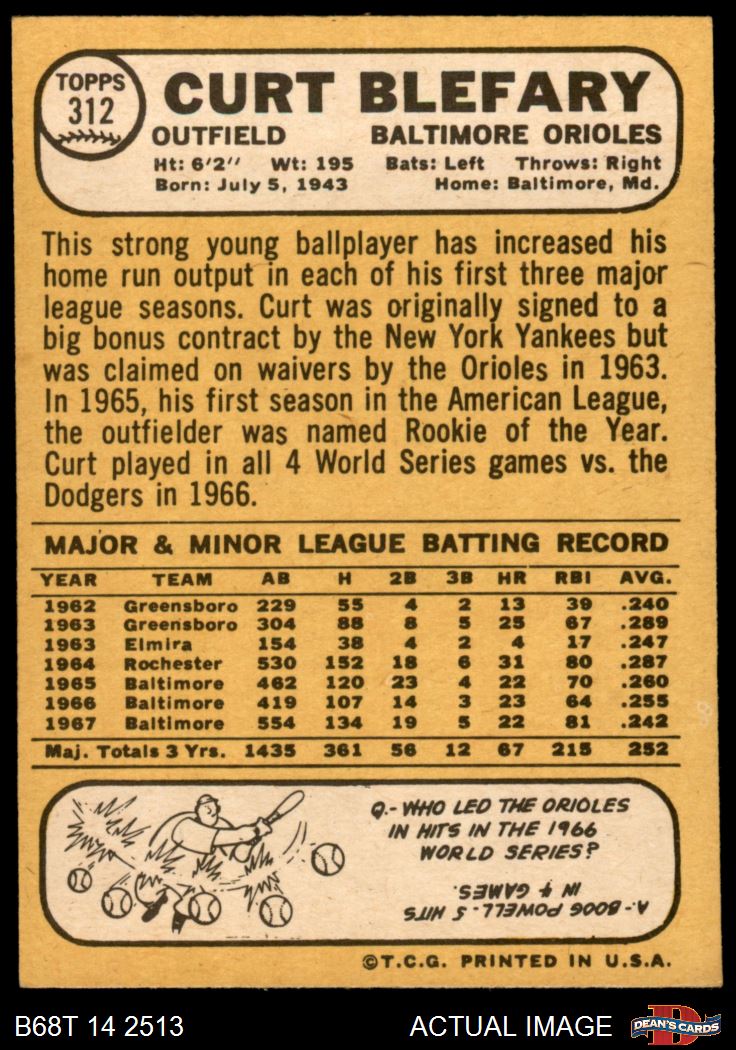 TOPPS
312
CURT BLEFARY
OUTFIELD BALTIMORE ORIOLES
Ht: 6'2" Wt: 195 Bats: Left Throws: Right
Born: July 5, 1943 Home: Baltimore, Md.
This strong young ballplayer has increased his
home run output in each of his first three major
league seasons. Curt was originally signed to a
big bonus contract by the New York Yankees but
was claimed on waivers by the Orioles in 1963.
In 1965, his first season in the American League,
the outfielder was named Rookie of the Year.
Curt played in all 4 World Series games vs. the
Dodgers in 1966.
MAJOR & MINOR LEAGUE BATTING RECORD
YEAR TEAM AB H 2B 3B HR RBI AVG.
1962 Greensboro 229 55 4 2 13 39 .240
1963 Greensboro 304 88 8 5 25 67 .289
1963 Elmira 154 38 4 2 4 17 .247
1964 Rochester 530 152 18 6 31 80 .287
1965 Baltimore 462 120 23 4 22 70 .260
1966 Baltimore 419 107 14 3 23 64 .255
1967 Baltimore 554 134 19 5 22 81 .242
Maj. Totals 3 Yrs. 1435 361 56 12 67 215 252
Q.- WHO LED THE ORIOLES
IN HITS IN THE 1966
WORLD SERIES?
A.- BOOG POWELL - 5 HITS
IN 4 GAMES.
©T.C.G. PRINTED IN U.S.A.
B68T 14 2513 ACTUAL IMAGE DEAN'S CARDS